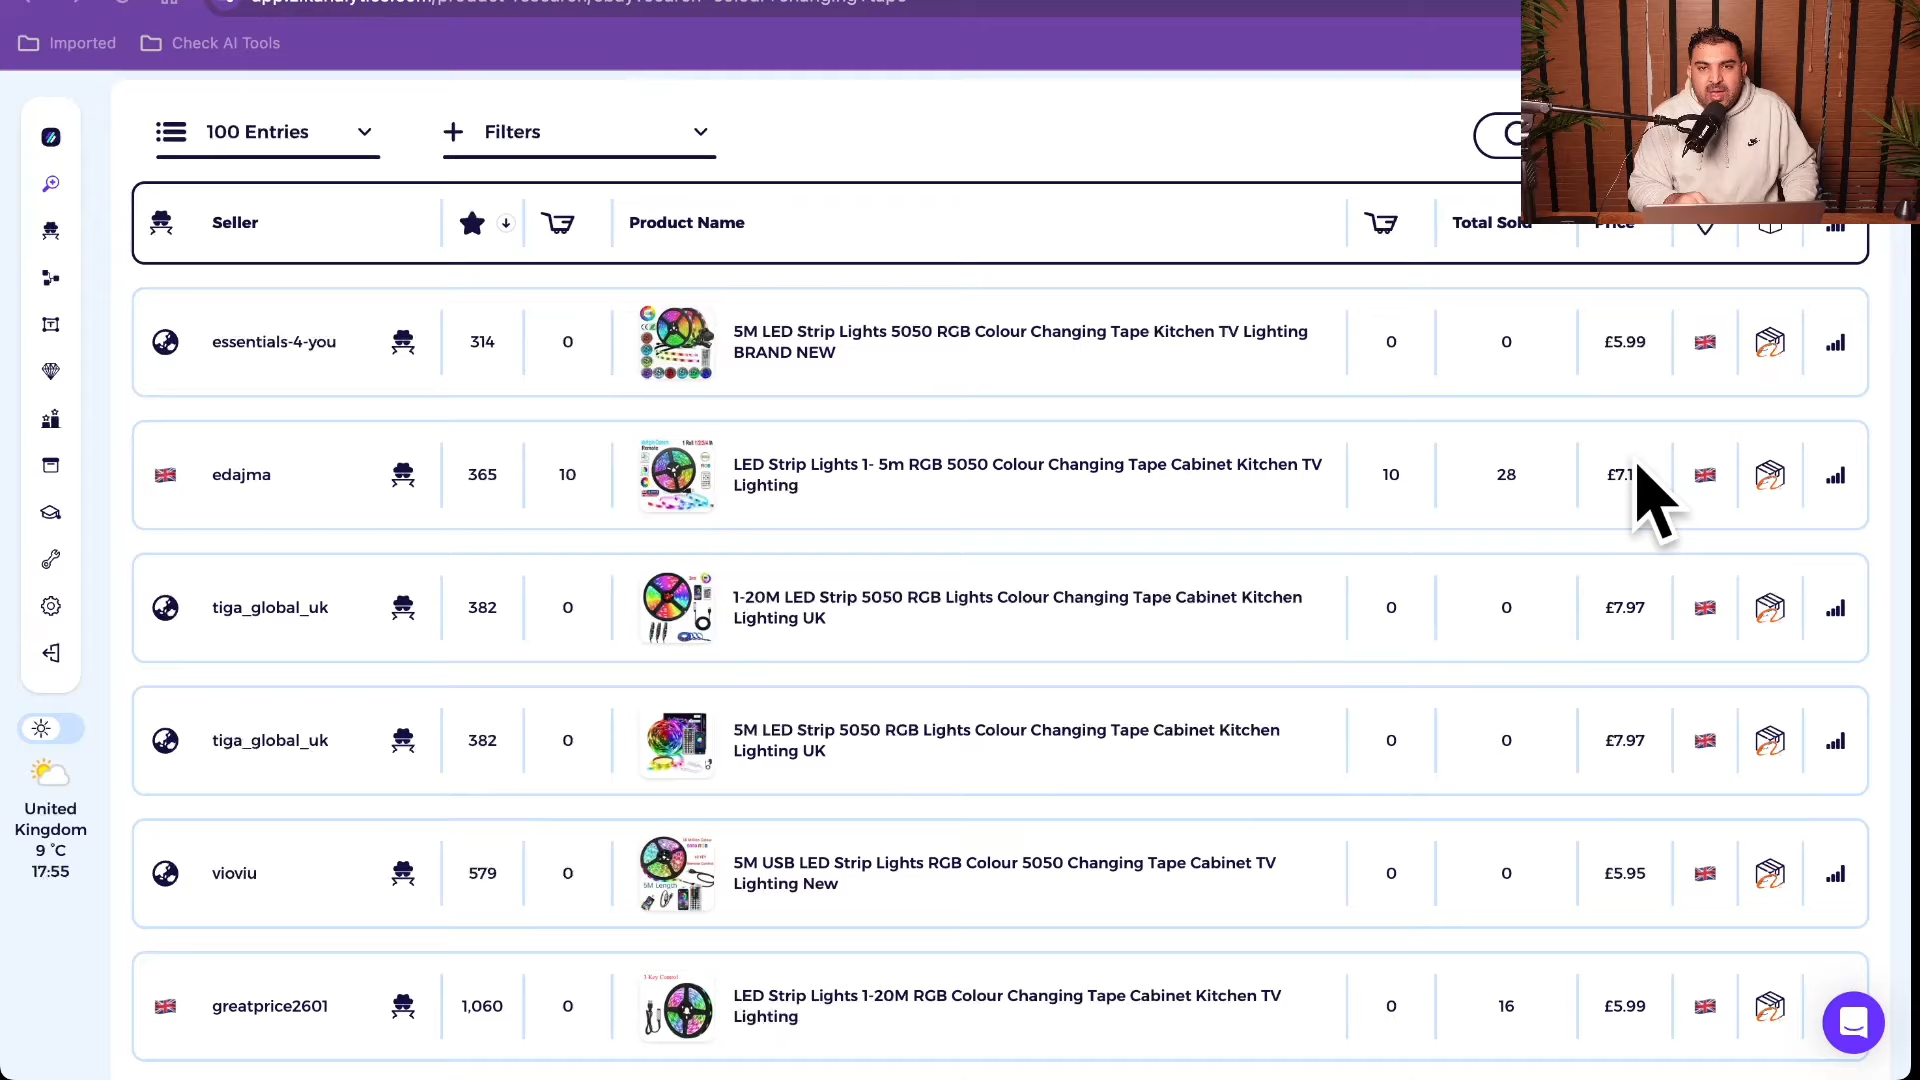 Imported
Check AI Tools
100 Entries
Filters
Seller
Product Name
Total Sold
Price
essentials-4-you
314
0
5M LED Strip Lights 5050 RGB Colour Changing Tape Kitchen TV Lighting
BRAND NEW
0
0
£5.99
edajma
365
10
LED Strip Lights 1- 5m RGB 5050 Colour Changing Tape Cabinet Kitchen TV
Lighting
10
28
tiga_global_uk
382
0
1-20M LED Strip 5050 RGB Lights Colour Changing Tape Cabinet Kitchen
Lighting UK
0
0
£7.97
tiga_global_uk
382
0
5M LED Strip 5050 RGB Lights Colour Changing Tape Cabinet Kitchen
Lighting UK
0
0
£7.97
vioviu
579
0
5M Length
5M USB LED Strip Lights RGB Colour 5050 Changing Tape Cabinet TV
Lighting New
0
0
£5.95
greatprice2601
1,060
0
3 Key Control
LED Strip Lights 1-20M RGB Colour Changing Tape Cabinet Kitchen TV
Lighting
0
16
£5.99
United
Kingdom
9 °C
17:55